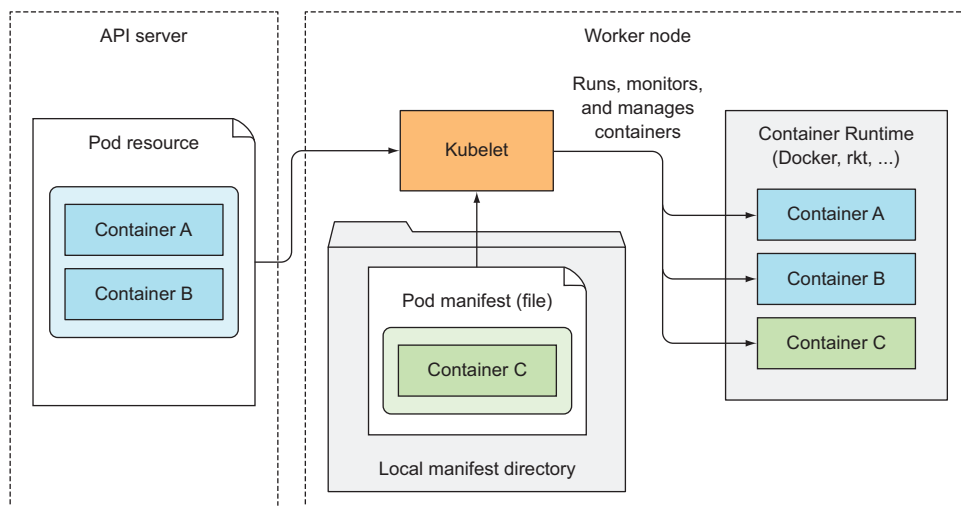 API server
Worker node
Pod resource
Container A
Container B
Kubelet
Runs, monitors,
and manages
containers
Pod manifest (file)
Container C
Local manifest directory
Container Runtime
(Docker, rkt, ...)
Container A
Container B
Container C